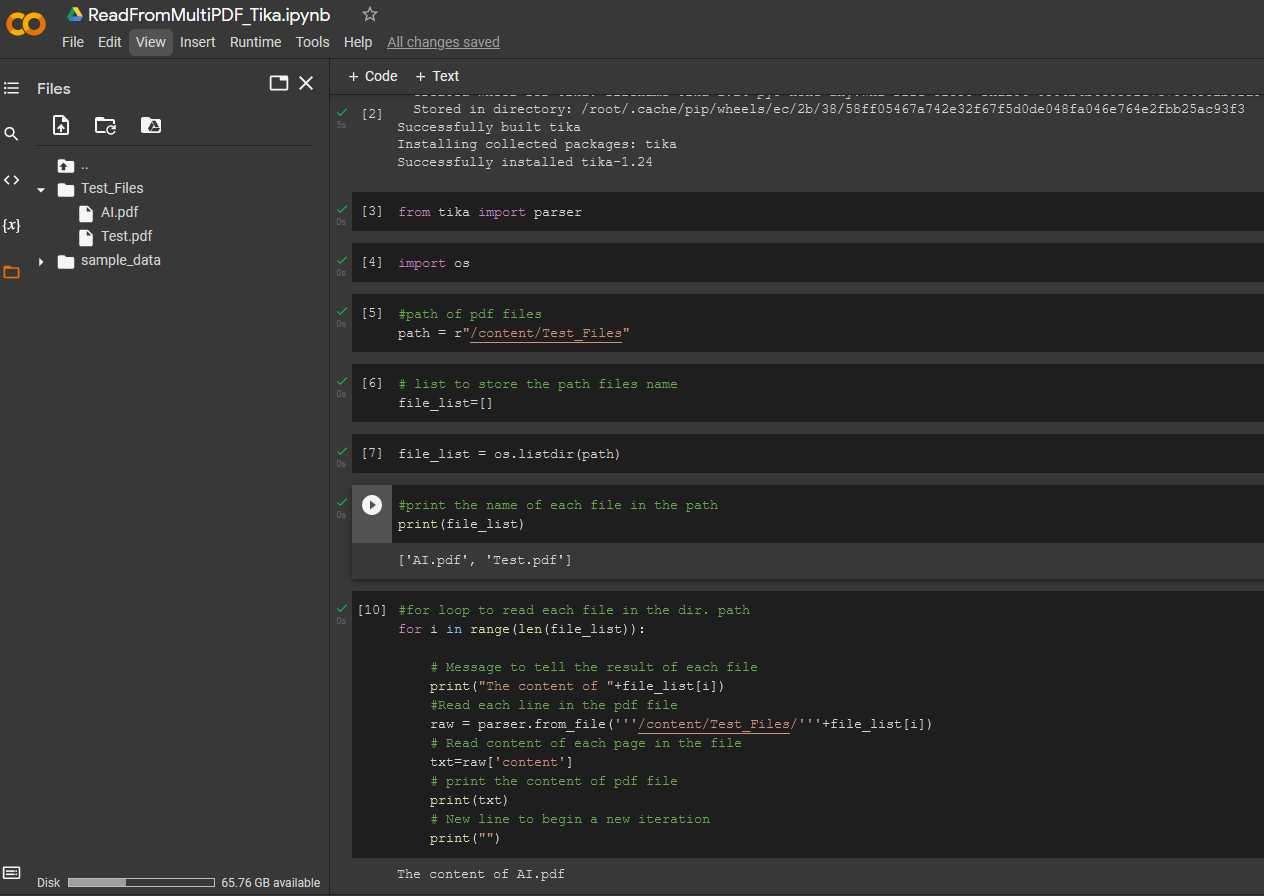 ReadFromMultiPDF_Tika.ipynb
File Edit View Insert Runtime Tools Help All changes saved
Files
+ Code + Text
..
Test_Files
AI.pdf
Test.pdf
sample_data
{x}
Disk 65.76 GB available
[2]
5s
Stored in directory: /root/.cache/pip/wheels/ec/2b/38/58ff05467a742e32f67f5d0de048fa046e764e2fbb25ac93f3
Successfully built tika
Installing collected packages: tika
Successfully installed tika-1.24
[3] from tika import parser
0s
[4] import os
0s
[5] #path of pdf files
0s
path = r"/content/Test_Files"
[6] # list to store the path files name
0s
file_list=[]
[7] file_list = os.listdir(path)
0s
#print the name of each file in the path
0s
print(file_list)
['AI.pdf', 'Test.pdf']
[10] #for loop to read each file in the dir. path
0s
for i in range(len(file_list)):
# Message to tell the result of each file
print("The content of "+file_list[i])
#Read each line in the pdf file
raw = parser.from_file('''/content/Test_Files/'''+file_list[i])
# Read content of each page in the file
txt=raw['content']
# print the content of pdf file
print(txt)
# New line to begin a new iteration
print("")
The content of AI.pdf